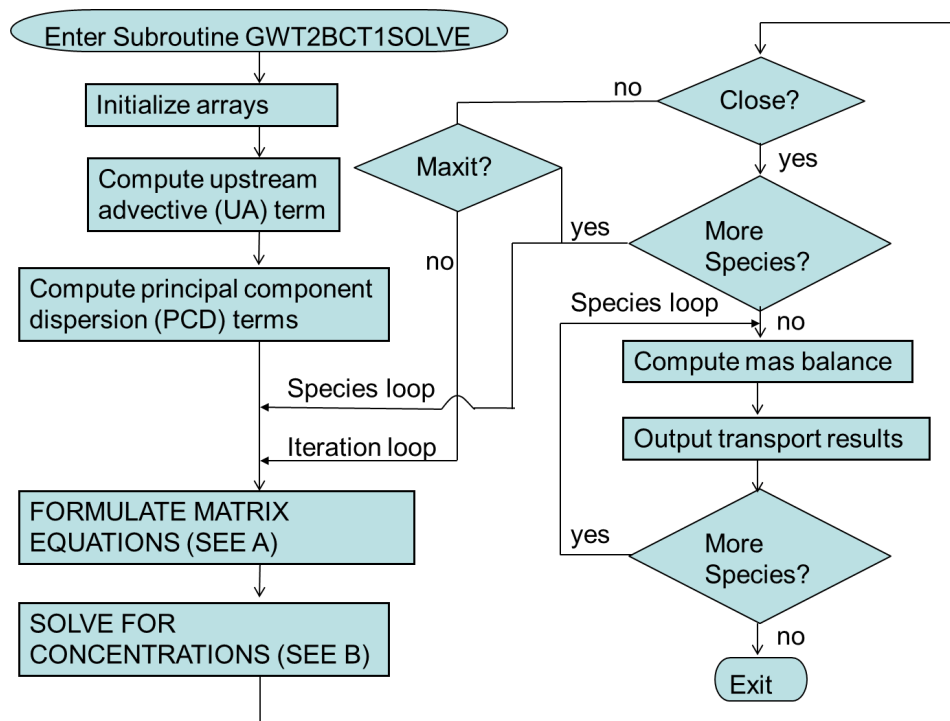 Enter Subroutine GWT2BCT1SOLVE
Initialize arrays
Compute upstream
advective (UA) term
Compute principal component
dispersion (PCD) terms
Species loop
Iteration loop
FORMULATE MATRIX
EQUATIONS (SEE A)
SOLVE FOR
CONCENTRATIONS (SEE B)
Close?
no
yes
Maxit?
yes
no
More
Species?
Species loop
no
Compute mas balance
Output transport results
yes
More
Species?
no
Exit